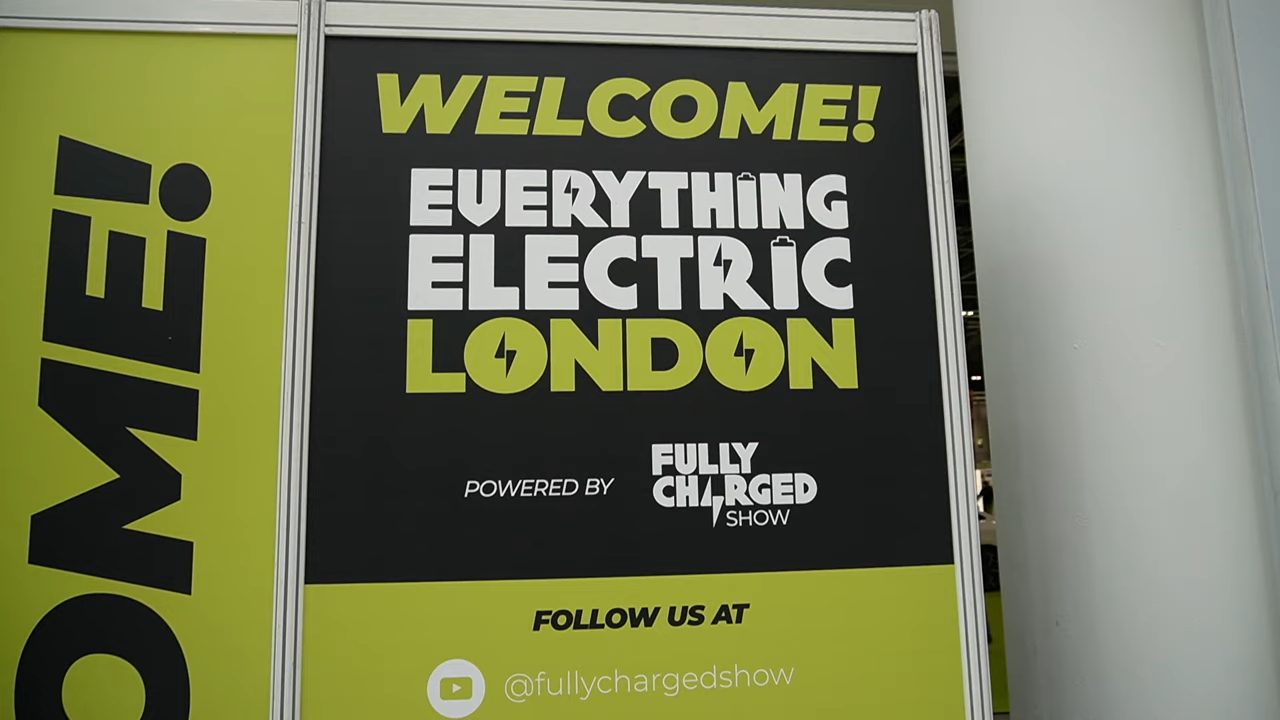 OME!
WELCOME!
EVERYTHING
ELECTRIC
LONDON
POWERED BY
FULLY
CHARGED
SHOW
FOLLOW US AT
@fullychargedshow